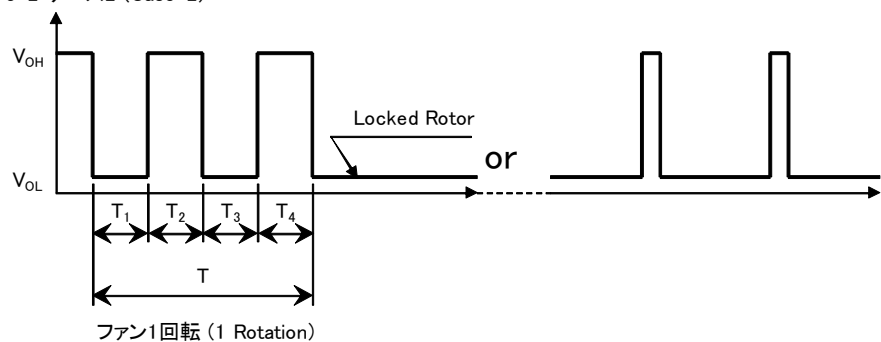 V_OH
Locked Rotor
or
V_OL
T_1 T_2 T_3 T_4
T
ファン1回転 (1 Rotation)